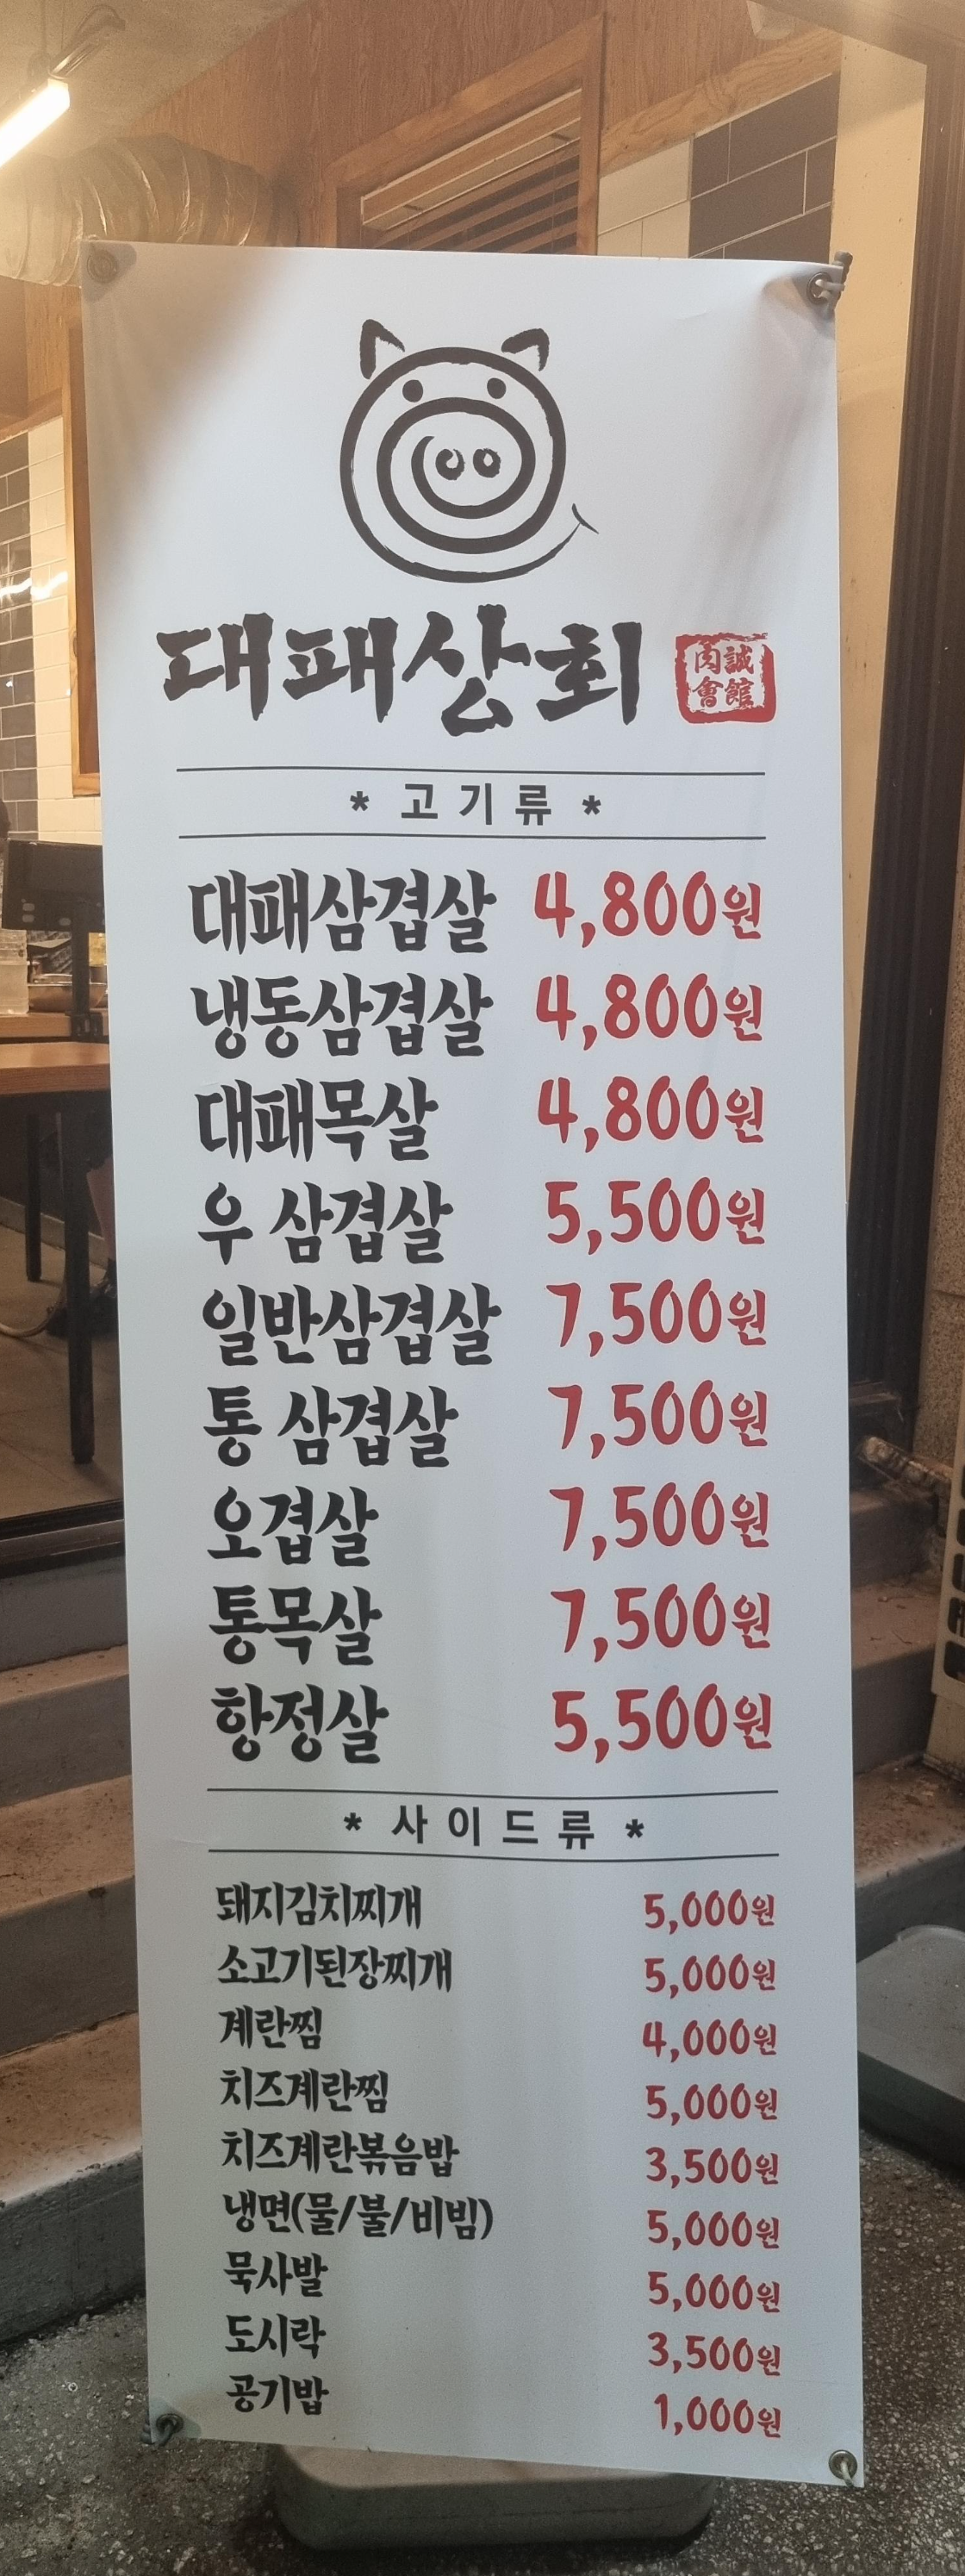 대패상회
肉誠
會館
* 고기류 *
대패삼겹살 4,800원
냉동삼겹살 4,800원
대패목살 4,800원
우 삼겹살 5,500원
일반삼겹살 7,500원
통 삼겹살 7,500원
오겹살 7,500원
통목살 7,500원
항정살 5,500원
* 사이드류 *
돼지김치찌개 5,000원
소고기된장찌개 5,000원
계란찜 4,000원
치즈계란찜 5,000원
치즈계란볶음밥 3,500원
냉면(물/불/비빔) 5,000원
묵사발 5,000원
도시락 3,500원
공기밥 1,000원